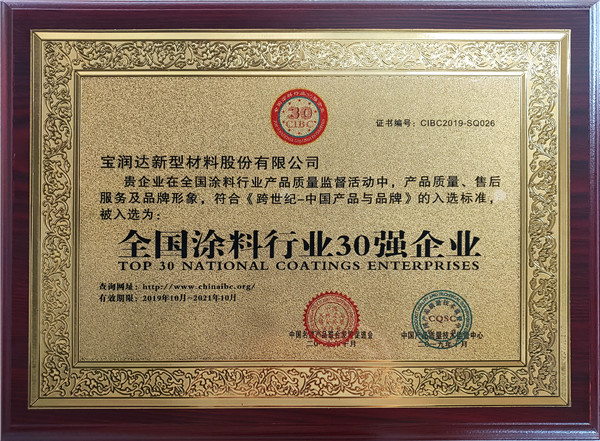 30
CIBC
证书编号：CIBC2019-SQ026
宝润达新型材料股份有限公司
贵企业在全国涂料行业产品质量监督活动中，产品质量、售后
服务及品牌形象，符合《跨世纪-中国产品与品牌》的入选标准，
被入选为：
全国涂料行业30强企业
TOP 30 NATIONAL COATINGS ENTERPRISES
查询网址：http://www.chinaibc.org/
有效期限：2019年10月-2021年10月
CQSC